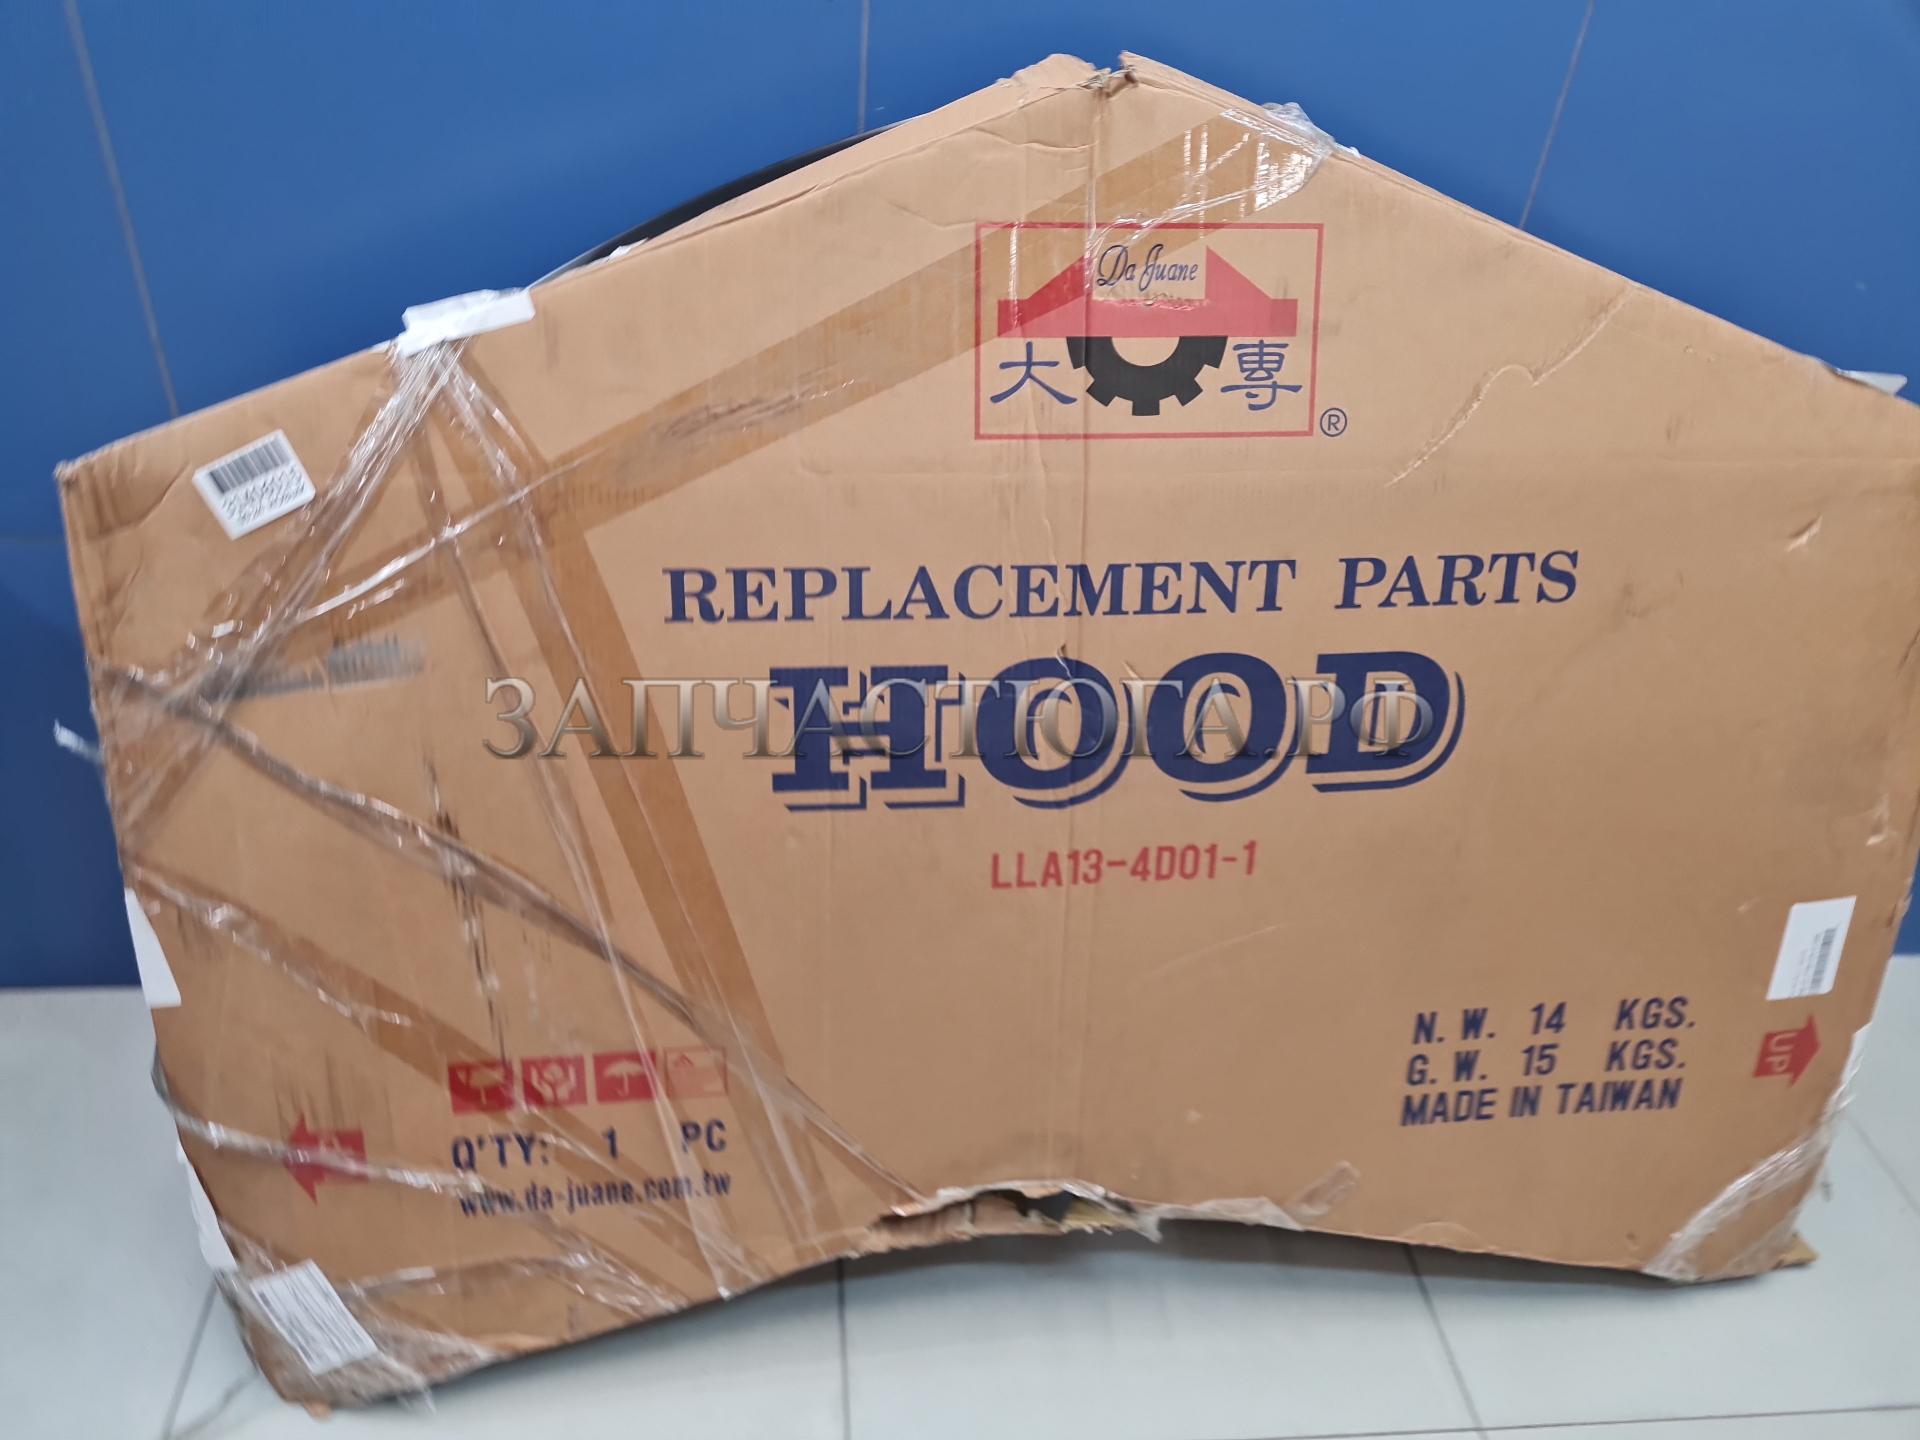 Da Juane
大 專
®
REPLACEMENT PARTS
HOOD
ЗАПЧАСТЮГА.РФ
LLA13-4D01-1
N. W. 14 KGS.
G. W. 15 KGS.
MADE IN TAIWAN
UP
Q'TY: 1 PC
www.da-juane.com.tw